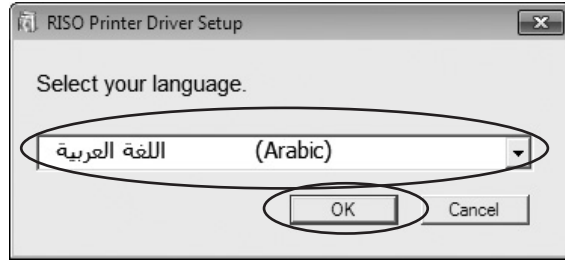 RISO Printer Driver Setup
Select your language.
اللغة العربية (Arabic)
OK Cancel